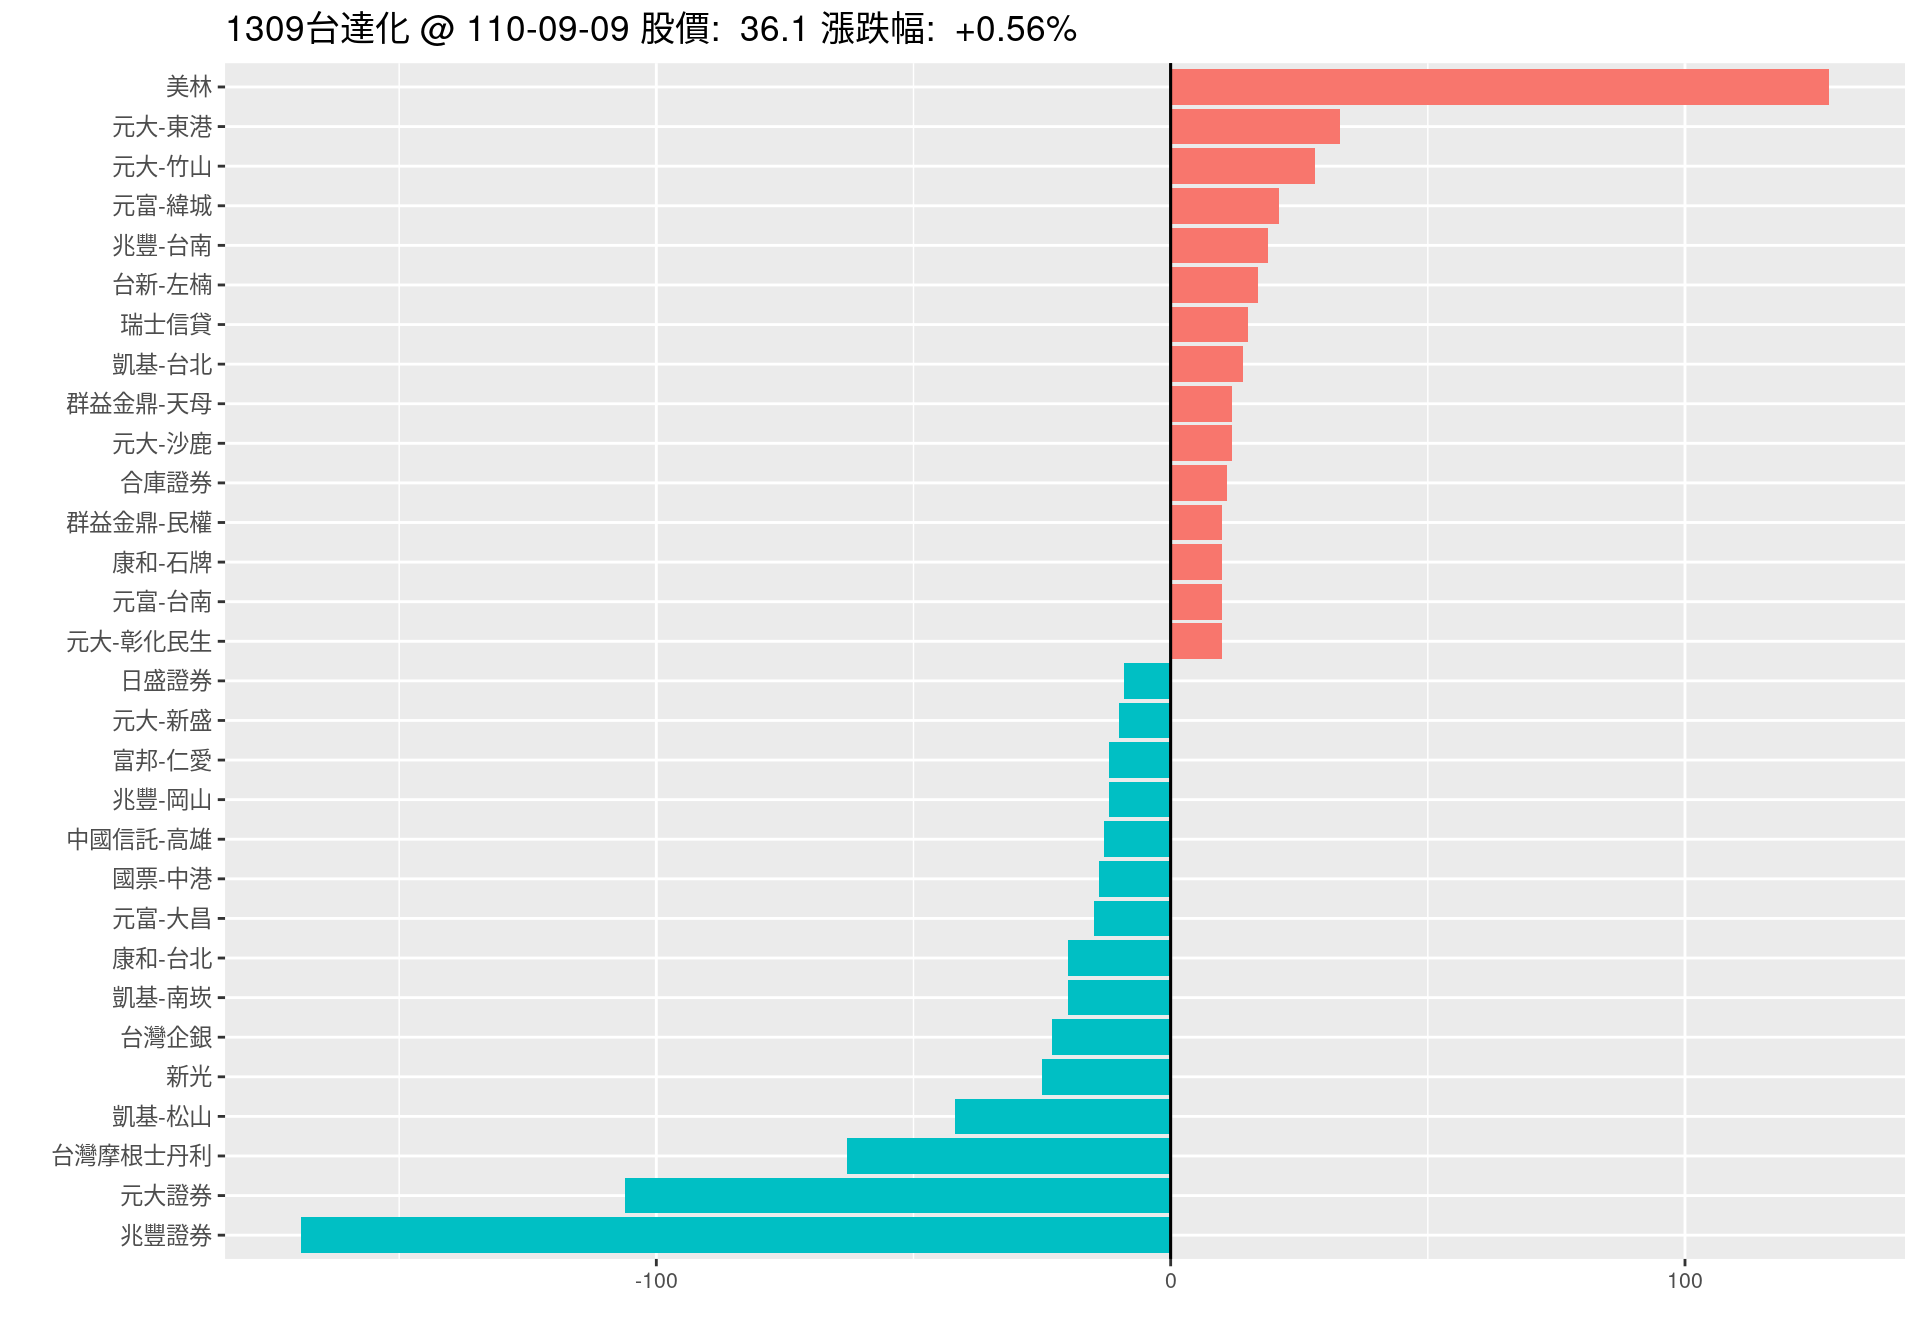 1309台達化 @ 110-09-09 股價: 36.1 漲跌幅: +0.56%
美林
元大-東港
元大-竹山
元富-緯城
兆豐-台南
台新-左楠
瑞士信貸
凱基-台北
群益金鼎-天母
元大-沙鹿
合庫證券
群益金鼎-民權
康和-石牌
元富-台南
元大-彰化民生
日盛證券
元大-新盛
富邦-仁愛
兆豐-岡山
中國信託-高雄
國票-中港
元富-大昌
康和-台北
凱基-南崁
台灣企銀
新光
凱基-松山
台灣摩根士丹利
元大證券
兆豐證券
-100 0 100